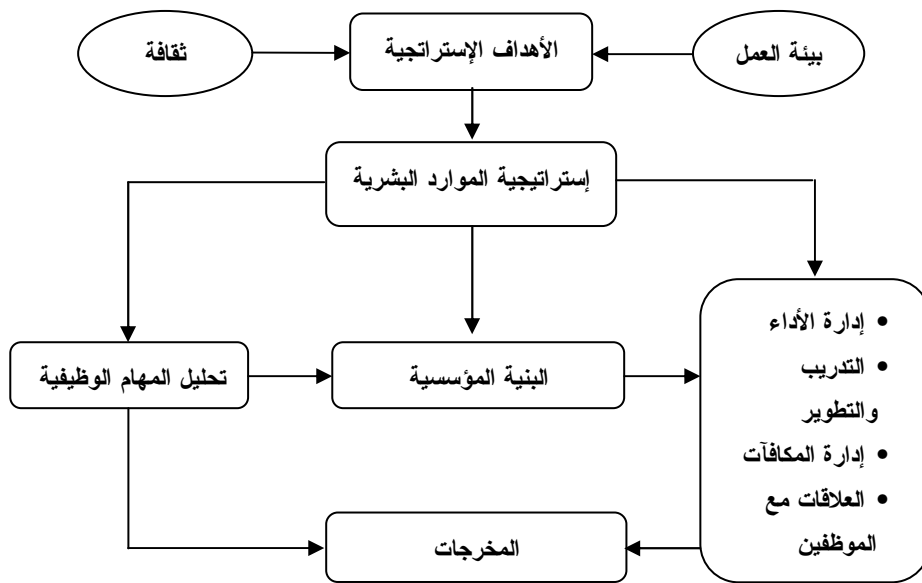 بيئة العمل
الأهداف الإستراتجية
ثقافة
إستراتيجية الموارد البشرية
• إدارة الأداء
• التدريب
والتطوير
• إدارة المكافآت
• العلاقات مع
الموظفين
البنية المؤسسية
تحليل المهام الوظيفية
المخرجات